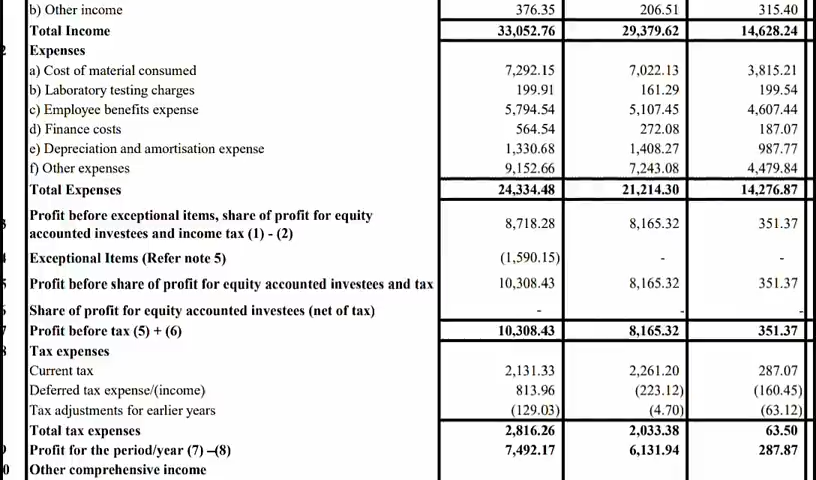 b) Other income 376.35 206.51 315.40
Total Income 33,052.76 29,379.62 14,628.24
2 Expenses
a) Cost of material consumed 7,292.15 7,022.13 3,815.21
b) Laboratory testing charges 199.91 161.29 199.54
c) Employee benefits expense 5,794.54 5,107.45 4,607.44
d) Finance costs 564.54 272.08 187.07
e) Depreciation and amortisation expense 1,330.68 1,408.27 987.77
f) Other expenses 9,152.66 7,243.08 4,479.84
Total Expenses 24,334.48 21,214.30 14,276.87
Profit before exceptional items, share of profit for equity
3 accounted investees and income tax (1) - (2) 8,718.28 8,165.32 351.37
4 Exceptional Items (Refer note 5) (1,590.15) - -
5 Profit before share of profit for equity accounted investees and tax 10,308.43 8,165.32 351.37
6 Share of profit for equity accounted investees (net of tax) - - -
7 Profit before tax (5) + (6) 10,308.43 8,165.32 351.37
8 Tax expenses
Current tax 2,131.33 2,261.20 287.07
Deferred tax expense/(income) 813.96 (223.12) (160.45)
Tax adjustments for earlier years (129.03) (4.70) (63.12)
Total tax expenses 2,816.26 2,033.38 63.50
9 Profit for the period/year (7) –(8) 7,492.17 6,131.94 287.87
0 Other comprehensive income